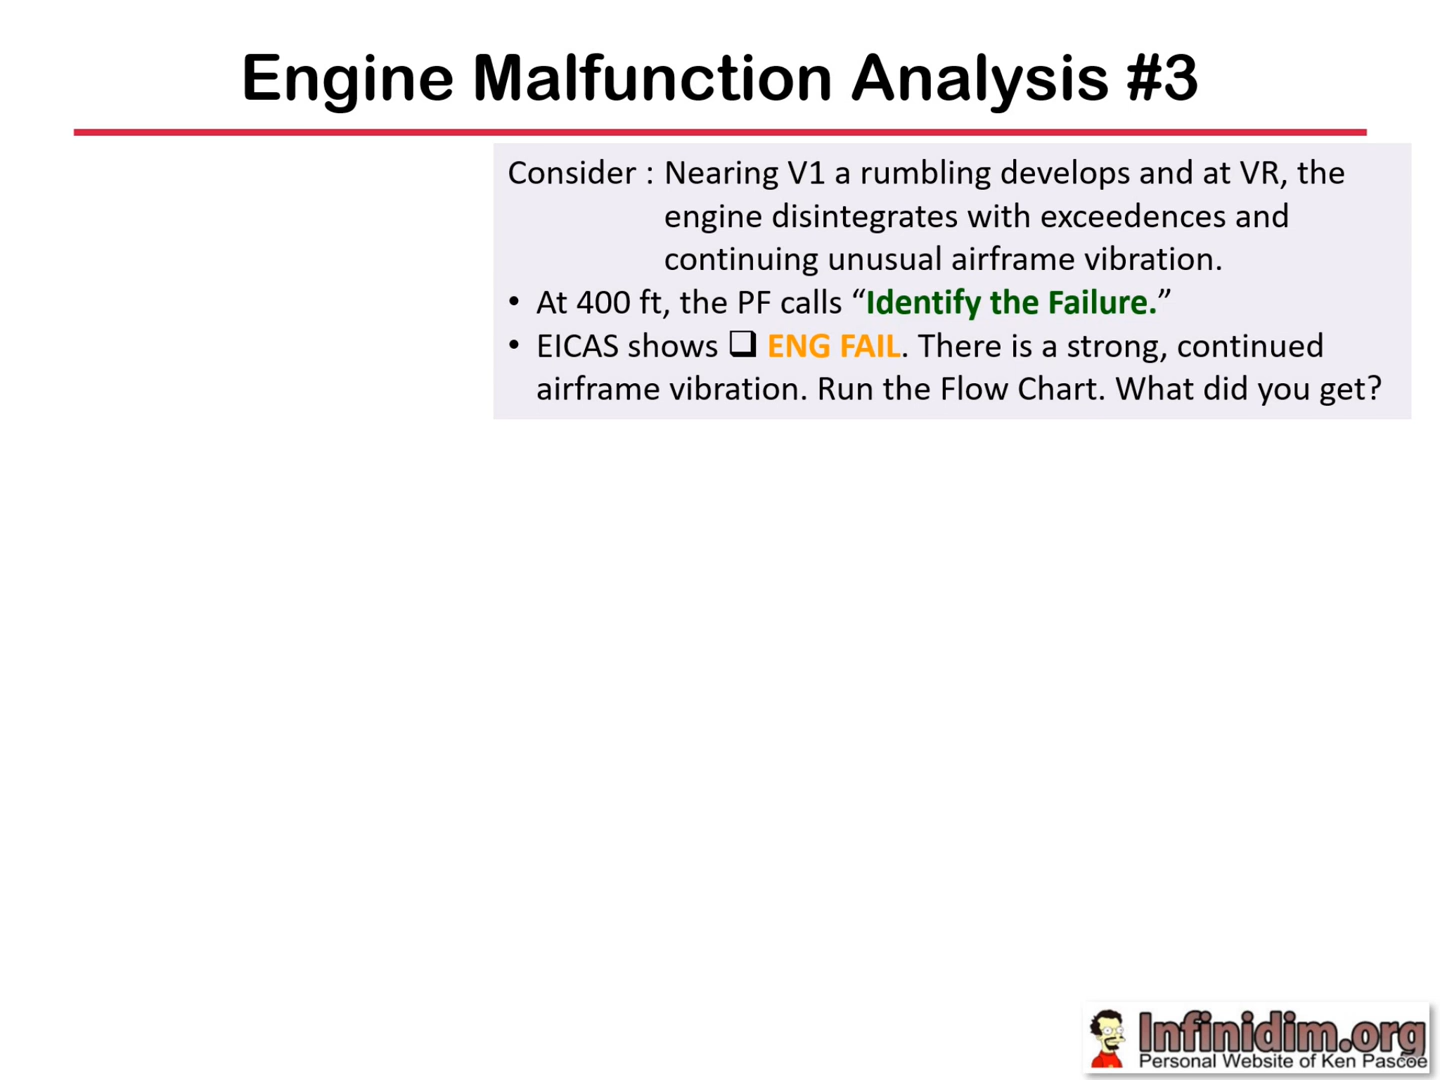 Engine Malfunction Analysis #3
Consider : Nearing V1 a rumbling develops and at VR, the
engine disintegrates with exceedences and
continuing unusual airframe vibration.
• At 400 ft, the PF calls “Identify the Failure.”
• EICAS shows ❑ ENG FAIL. There is a strong, continued
airframe vibration. Run the Flow Chart. What did you get?
Infinidim.org
Personal Website of Ken Pascoe